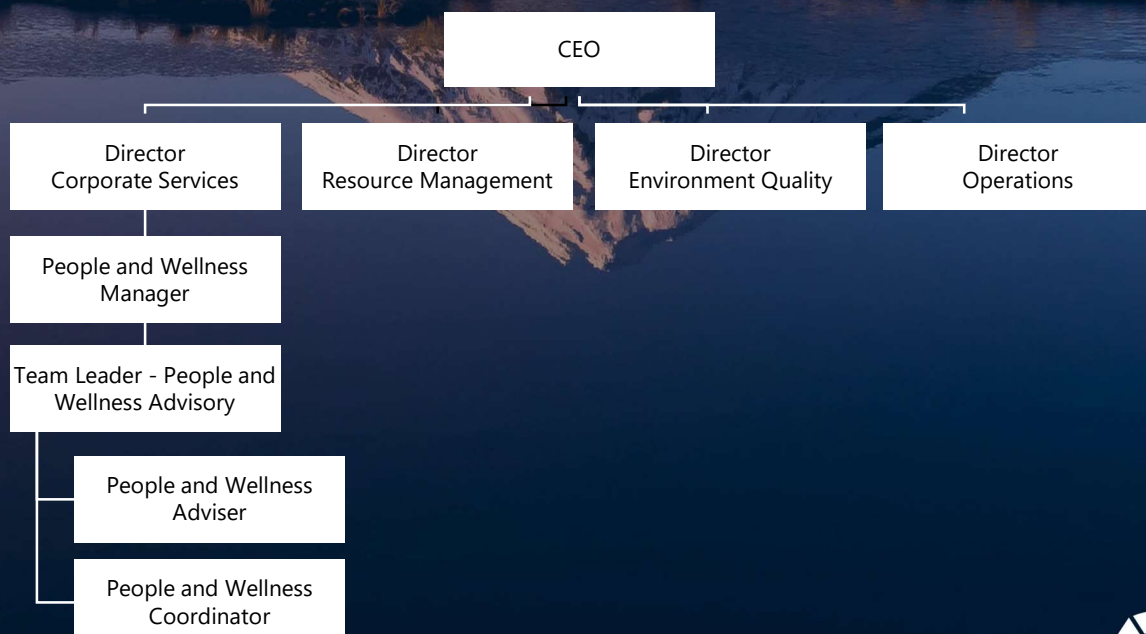 CEO
Director
Corporate Services
Director
Resource Management
Director
Environment Quality
Director
Operations
People and Wellness
Manager
Team Leader - People and
Wellness Advisory
People and Wellness
Adviser
People and Wellness
Coordinator